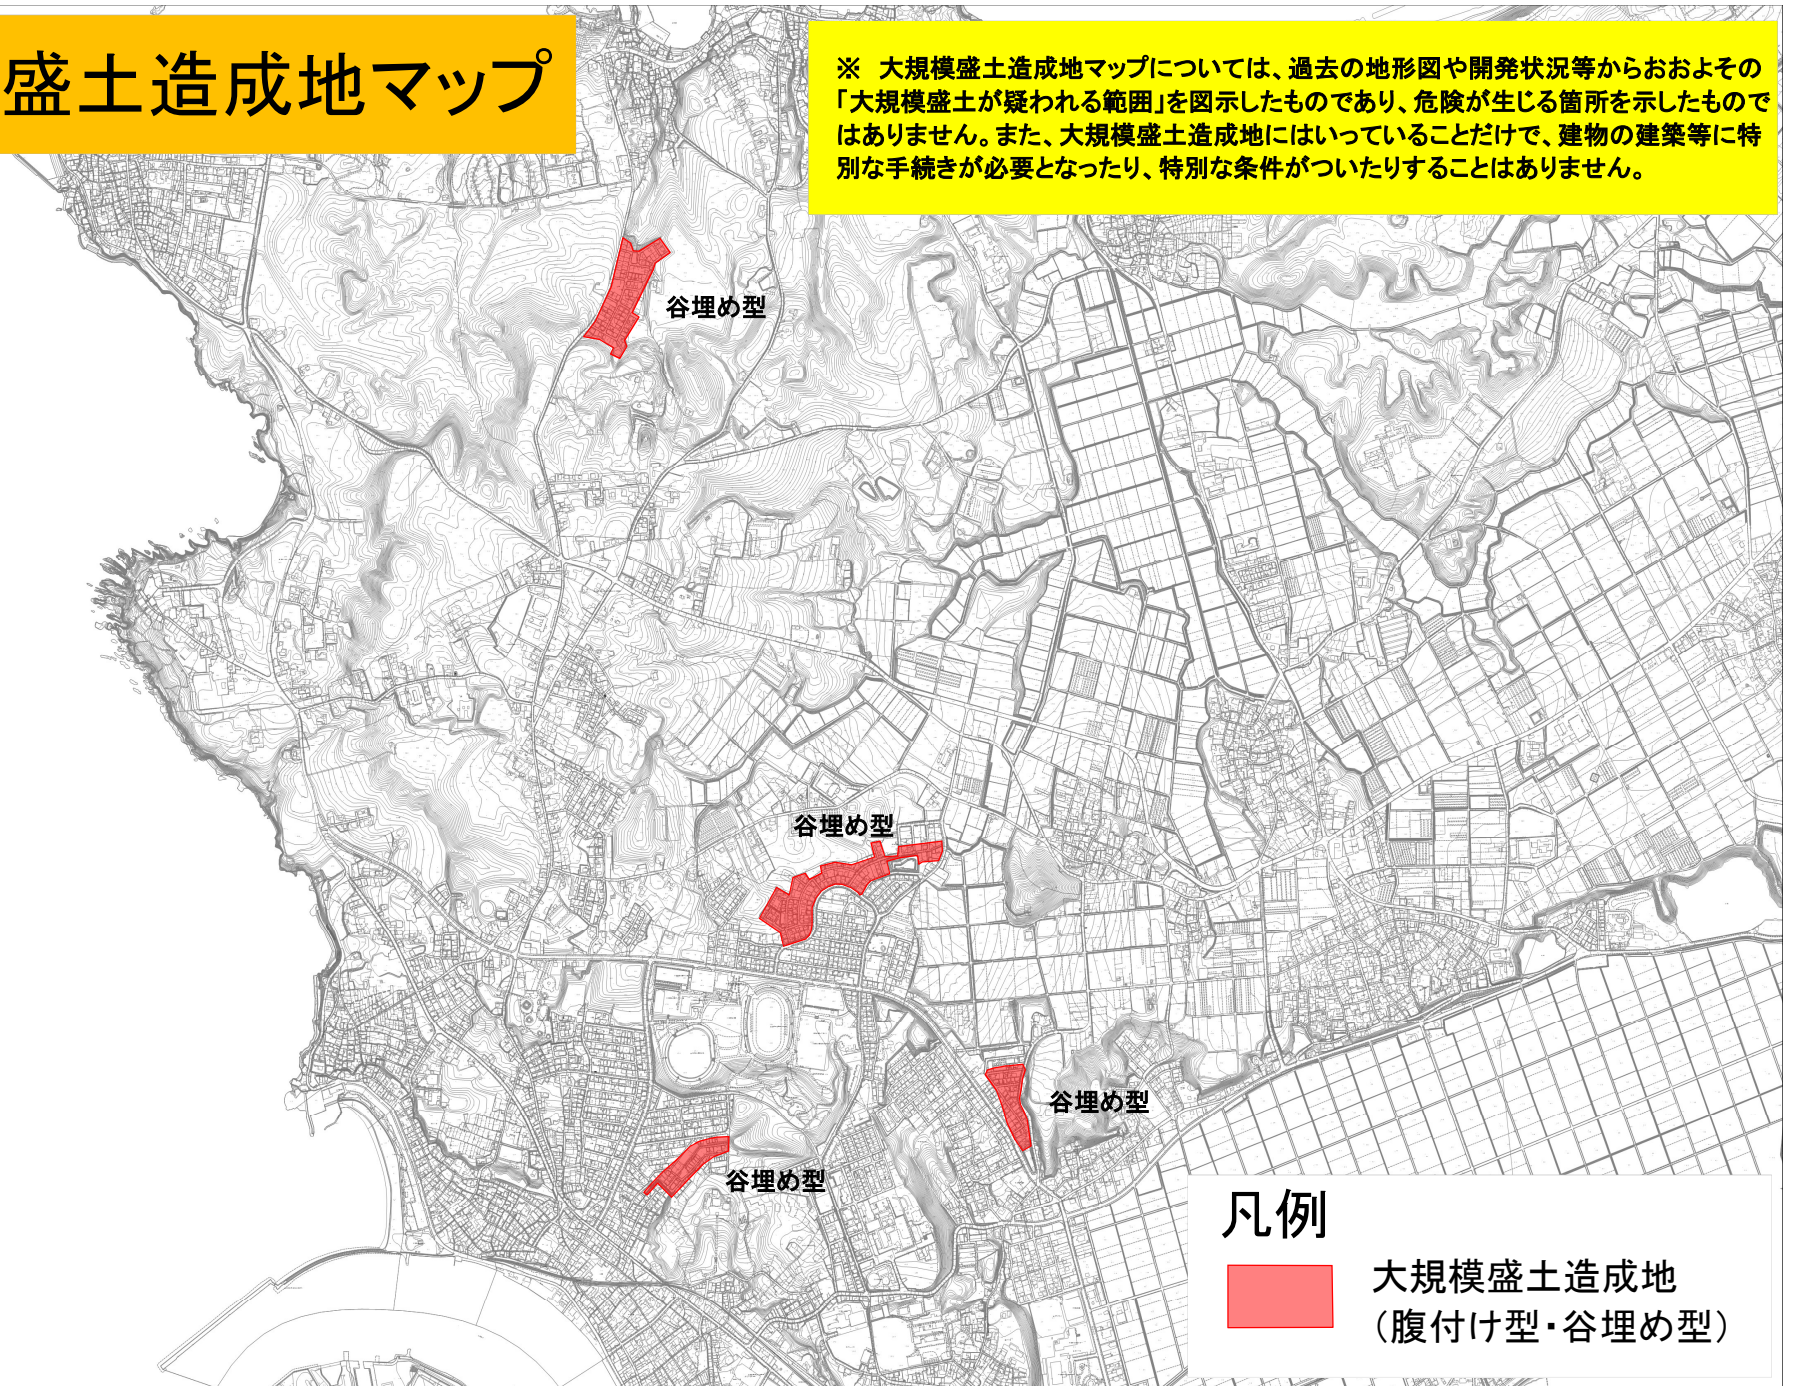 盛土造成地マップ
※ 大規模盛土造成地マップについては、過去の地形図や開発状況等からおおよその
「大規模盛土が疑われる範囲」を図示したものであり、危険が生じる箇所を示したもので
はありません。また、大規模盛土造成地にはいっていることだけで、建物の建築等に特
別な手続きが必要となったり、特別な条件がついたりすることはありません。
谷埋め型
谷埋め型
谷埋め型
谷埋め型
凡例
大規模盛土造成地
（腹付け型・谷埋め型）